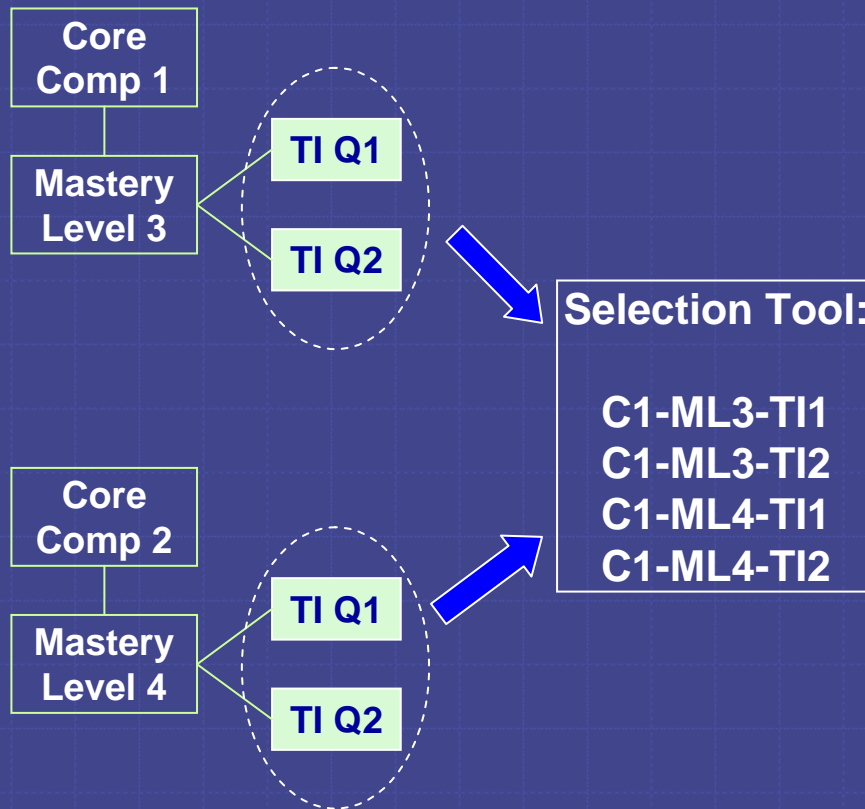 Core
Comp 1
Mastery
Level 3
TI Q1
TI Q2
Core
Comp 2
Mastery
Level 4
TI Q1
TI Q2
Selection Tool:
C1-ML3-TI1
C1-ML3-TI2
C1-ML4-TI1
C1-ML4-TI2